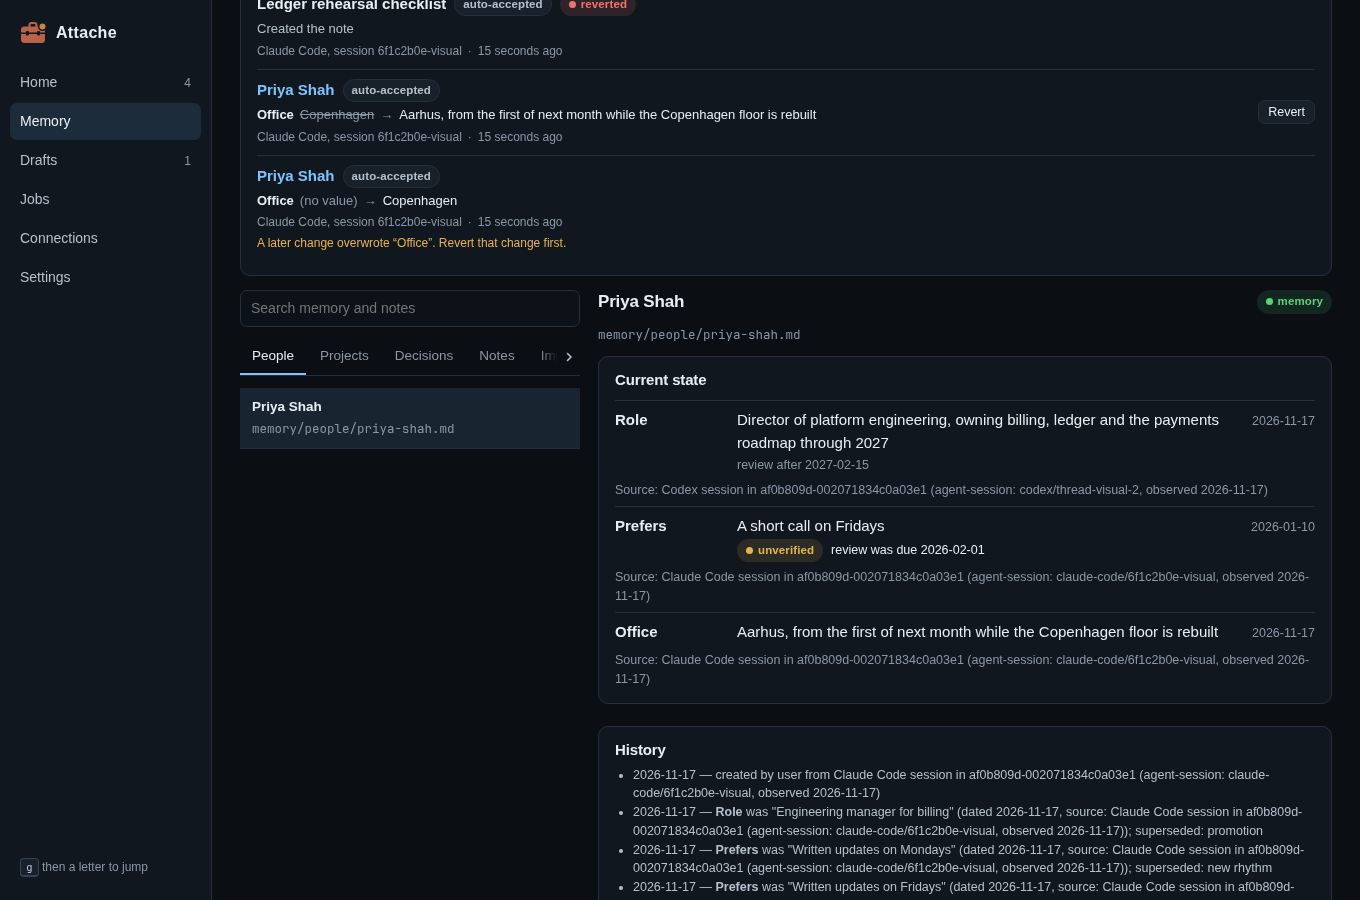 Attache
Home 4
Memory
Drafts 1
Jobs
Connections
Settings
g then a letter to jump
Ledger rehearsal checklist auto-accepted reverted
Created the note
Claude Code, session 6f1c2b0e-visual · 15 seconds ago
Priya Shah auto-accepted
Office Copenhagen → Aarhus, from the first of next month while the Copenhagen floor is rebuilt
Revert
Claude Code, session 6f1c2b0e-visual · 15 seconds ago
Priya Shah auto-accepted
Office (no value) → Copenhagen
Claude Code, session 6f1c2b0e-visual · 15 seconds ago
A later change overwrote “Office”. Revert that change first.
Search memory and notes
People Projects Decisions Notes Im
Priya Shah
memory/people/priya-shah.md
Priya Shah memory
memory/people/priya-shah.md
Current state
Role Director of platform engineering, owning billing, ledger and the payments 2026-11-17
roadmap through 2027
review after 2027-02-15
Source: Codex session in af0b809d-002071834c0a03e1 (agent-session: codex/thread-visual-2, observed 2026-11-17)
Prefers A short call on Fridays 2026-01-10
unverified review was due 2026-02-01
Source: Claude Code session in af0b809d-002071834c0a03e1 (agent-session: claude-code/6f1c2b0e-visual, observed 2026-
11-17)
Office Aarhus, from the first of next month while the Copenhagen floor is rebuilt 2026-11-17
Source: Claude Code session in af0b809d-002071834c0a03e1 (agent-session: claude-code/6f1c2b0e-visual, observed 2026-
11-17)
History
2026-11-17 — created by user from Claude Code session in af0b809d-002071834c0a03e1 (agent-session: claude-
code/6f1c2b0e-visual, observed 2026-11-17)
2026-11-17 — Role was "Engineering manager for billing" (dated 2026-11-17, source: Claude Code session in af0b809d-
002071834c0a03e1 (agent-session: claude-code/6f1c2b0e-visual, observed 2026-11-17)); superseded: promotion
2026-11-17 — Prefers was "Written updates on Mondays" (dated 2026-11-17, source: Claude Code session in af0b809d-
002071834c0a03e1 (agent-session: claude-code/6f1c2b0e-visual, observed 2026-11-17)); superseded: new rhythm
2026-11-17 — Prefers was "Written updates on Fridays" (dated 2026-11-17, source: Claude Code session in af0b809d-